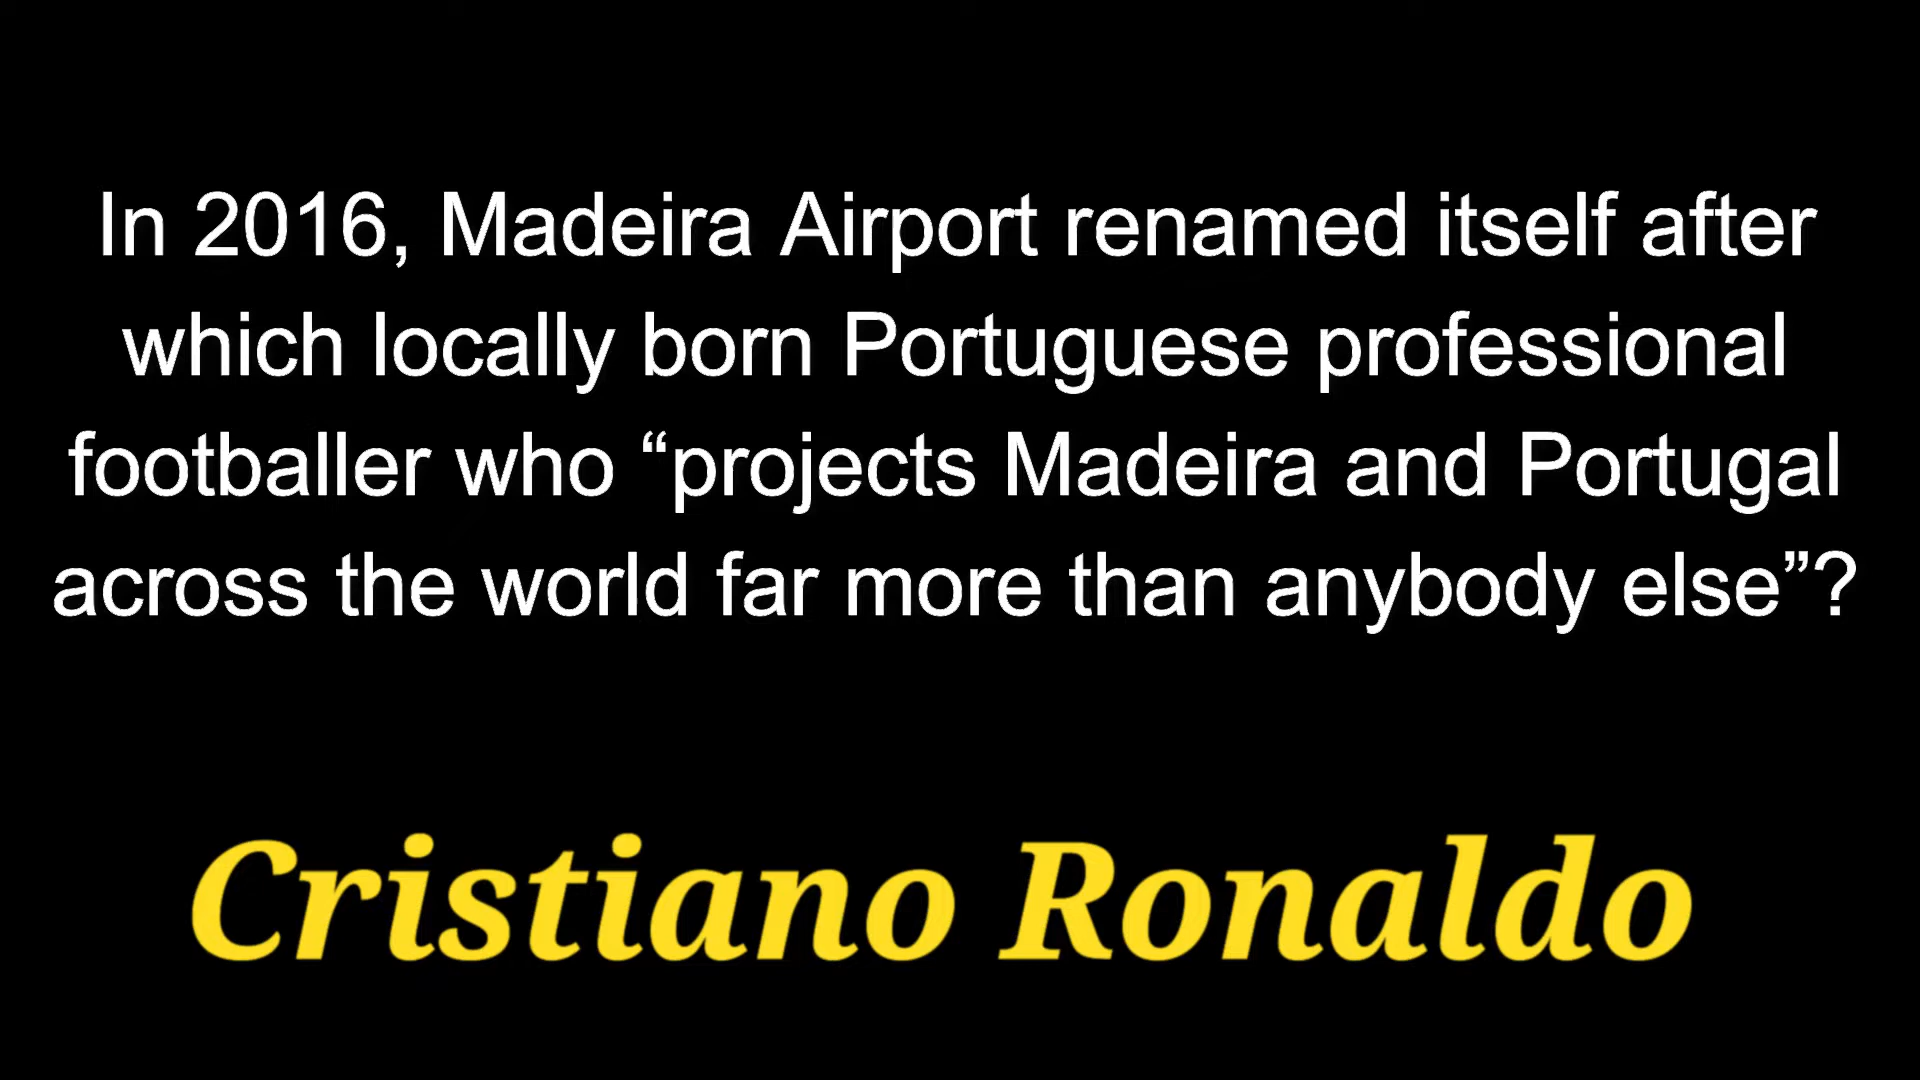 In 2016, Madeira Airport renamed itself after
which locally born Portuguese professional
footballer who “projects Madeira and Portugal
across the world far more than anybody else”?
Cristiano Ronaldo